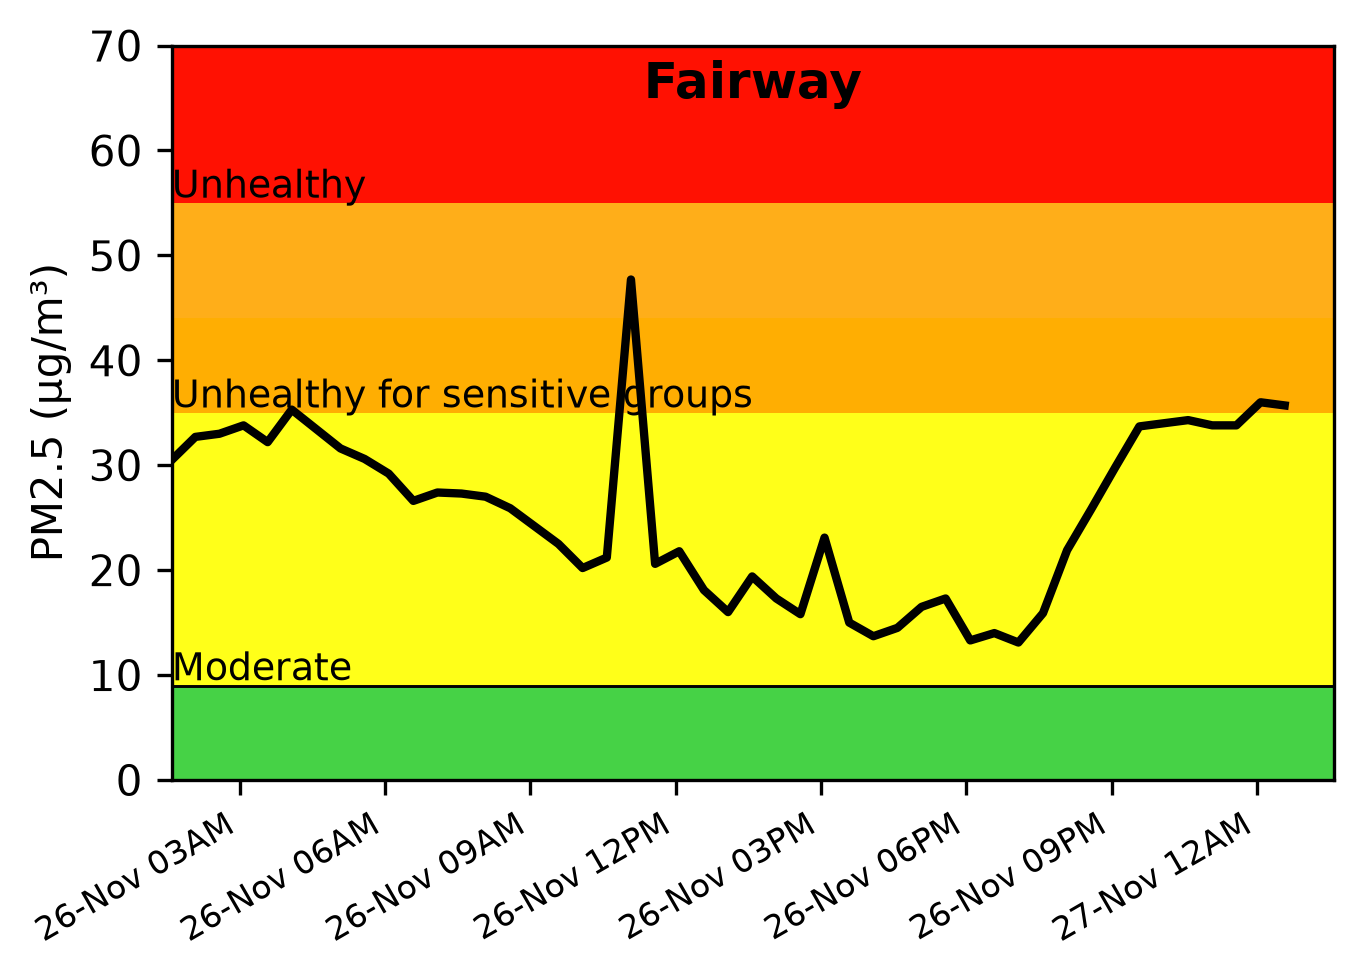 Fairway
PM2.5 (µg/m³)
70
60
50
40
30
20
10
0
Unhealthy
Unhealthy for sensitive groups
Moderate
26-Nov 03AM
26-Nov 06AM
26-Nov 09AM
26-Nov 12PM
26-Nov 03PM
26-Nov 06PM
26-Nov 09PM
27-Nov 12AM